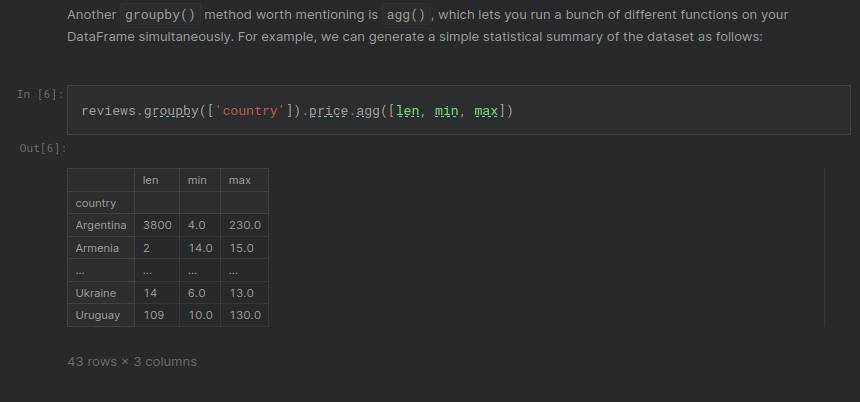 Another groupby() method worth mentioning is agg() , which lets you run a bunch of different functions on your
DataFrame simultaneously. For example, we can generate a simple statistical summary of the dataset as follows:
In [6]:
reviews.groupby(['country']).price.agg([len, min, max])
Out[6]:
len min max
country
Argentina 3800 4.0 230.0
Armenia 2 14.0 15.0
... ... ... ...
Ukraine 14 6.0 13.0
Uruguay 109 10.0 130.0
43 rows × 3 columns